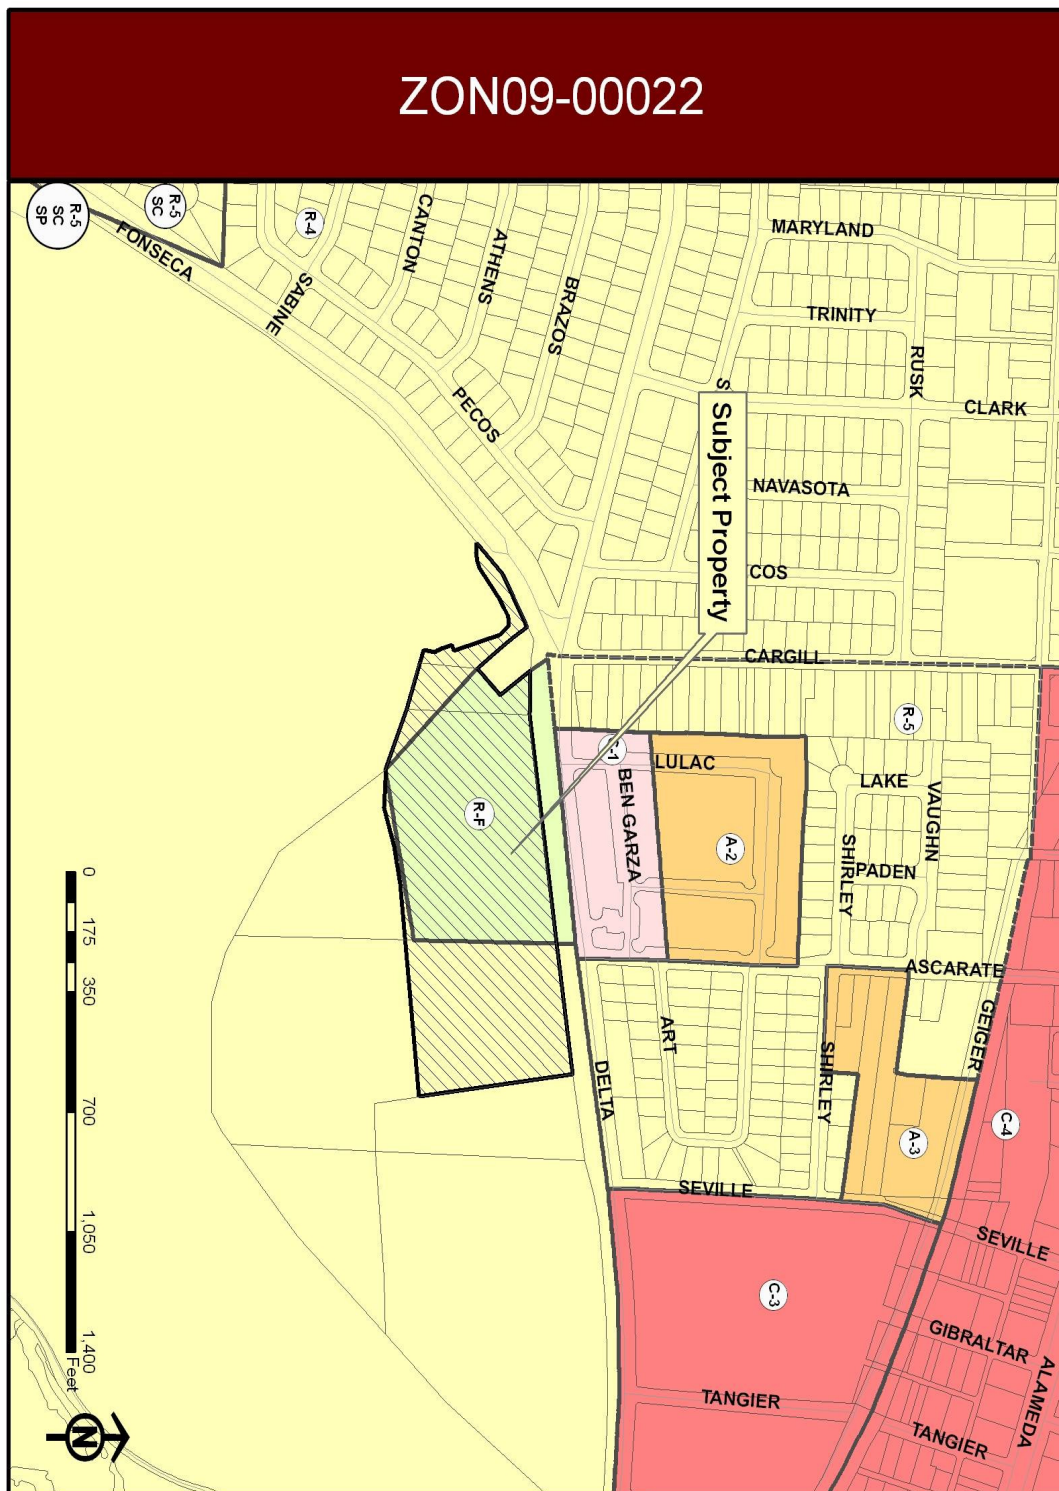 ZON09-00022
R-5
SC
SP
R-5
SC
R-4
FONSECA
SABINE
CANTON
ATHENS
BRAZOS
PECOS
MARYLAND
TRINITY
RUSK
CLARK
S
Subject Property
NAVASOTA
COS
CARGILL
R-5
C-1
LULAC
BEN GARZA
LAKE
VAUGHN
SHIRLEY
PADEN
A-2
R-F
ASCARATE
GEIGER
ART
SHIRLEY
DELTA
A-3
C-4
SEVILLE
SEVILLE
C-3
GIBRALTAR
ALAMEDA
TANGIER
TANGIER
0 175 350 700 1,050 1,400
Feet
N